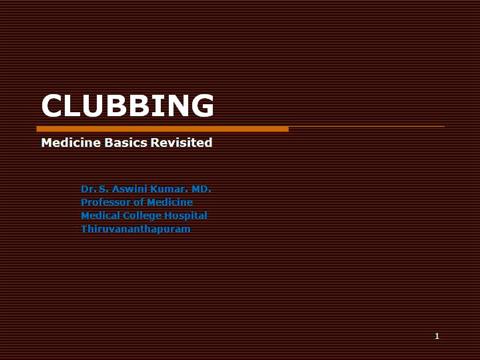 CLUBBING
Medicine Basics Revisited
Dr. S. Aswini Kumar. MD.
Professor of Medicine
Medical College Hospital
Thiruvananthapuram
1